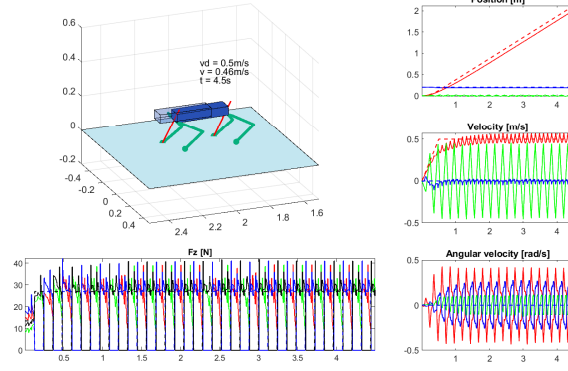 Position [m]
0.6
0.4
0.2
0
-0.2
-0.4
-0.2
0
0.2
0.4
2.4
2.2
2
1.8
1.6
vd = 0.5m/s
v = 0.46m/s
t = 4.5s
2
1.5
1
0.5
0
1 2 3 4
Velocity [m/s]
0.5
0
-0.5
1 2 3 4
Fz [N]
40
30
20
10
0
0.5 1 1.5 2 2.5 3 3.5 4
Angular velocity [rad/s]
0.5
0
-0.5
1 2 3 4